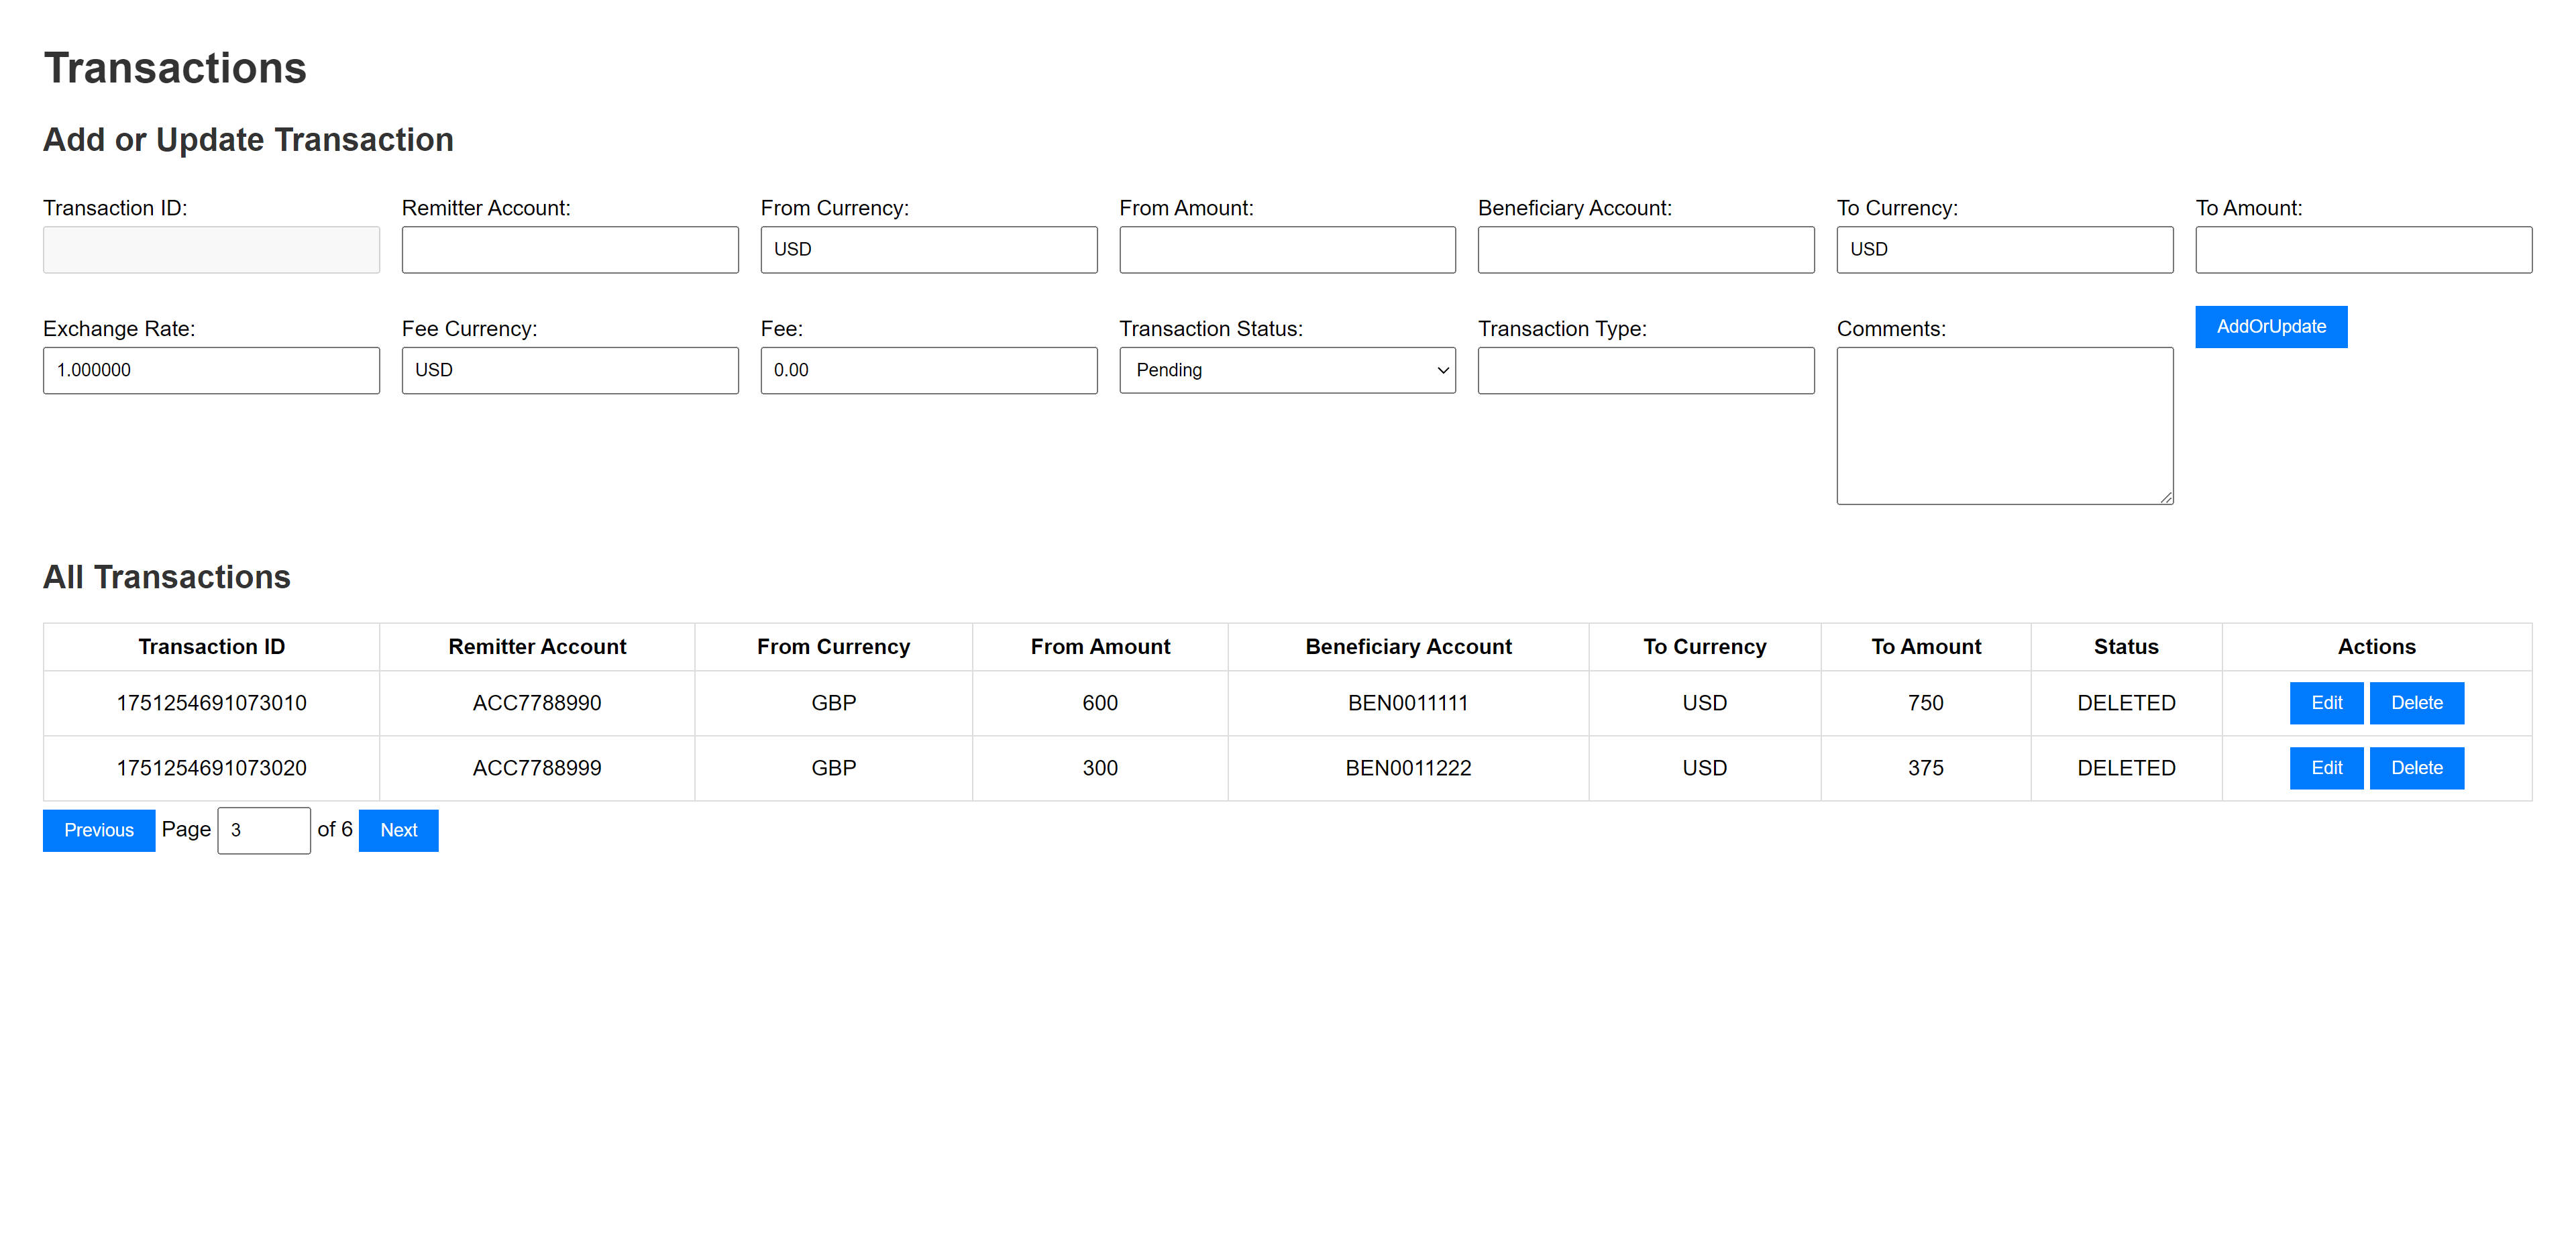 Transactions
Add or Update Transaction
Transaction ID: Remitter Account: From Currency: From Amount: Beneficiary Account: To Currency: To Amount:
USD USD
Exchange Rate: Fee Currency: Fee: Transaction Status: Transaction Type: Comments: AddOrUpdate
1.000000 USD 0.00 Pending
All Transactions
Transaction ID Remitter Account From Currency From Amount Beneficiary Account To Currency To Amount Status Actions
1751254691073010 ACC7788990 GBP 600 BEN0011111 USD 750 DELETED Edit Delete
1751254691073020 ACC7788999 GBP 300 BEN0011222 USD 375 DELETED Edit Delete
Previous Page 3 of 6 Next